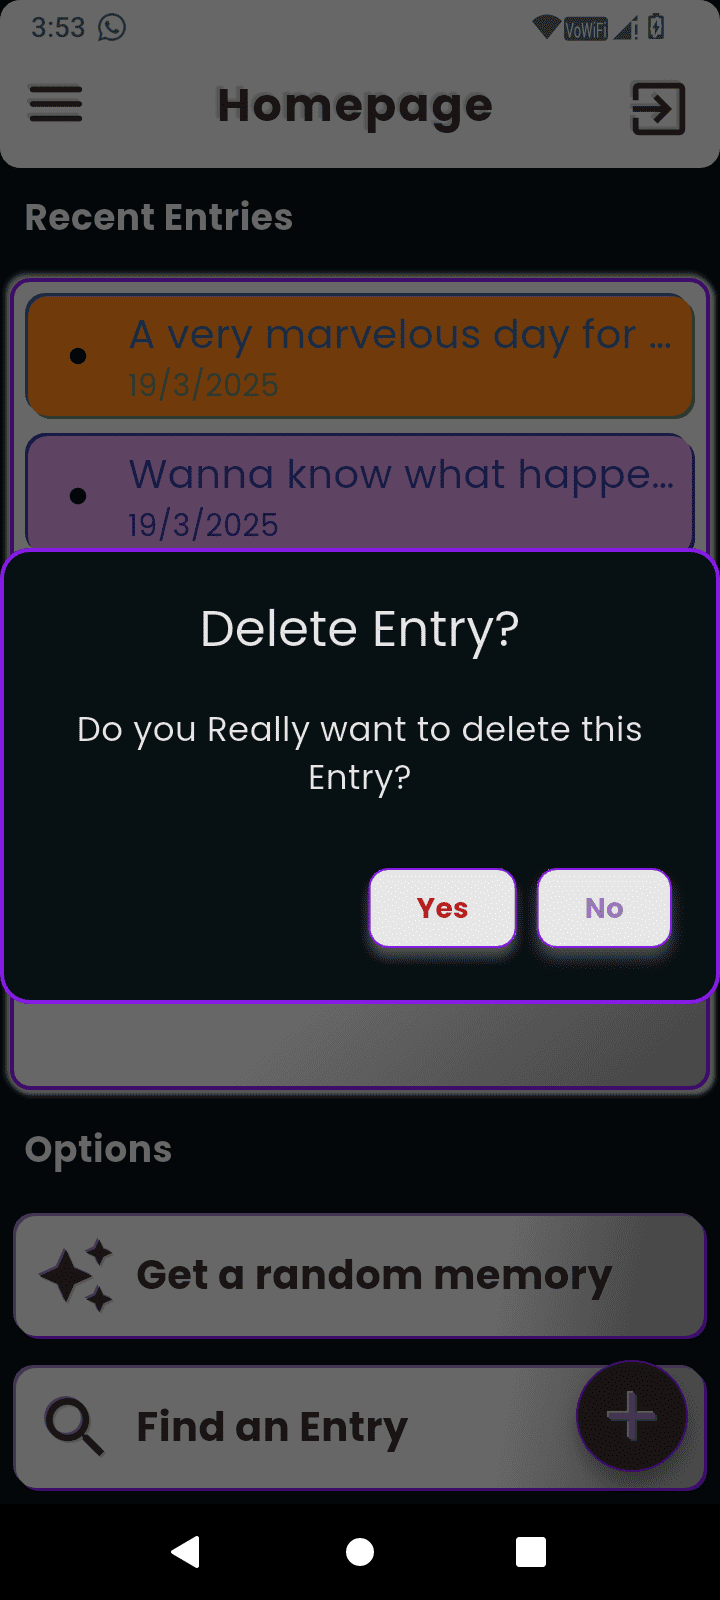 3:53
VoWiFi
Homepage
Recent Entries
A very marvelous day for ...
19/3/2025
Wanna know what happe...
19/3/2025
Delete Entry?
Do you Really want to delete this
Entry?
Yes No
Options
Get a random memory
Find an Entry